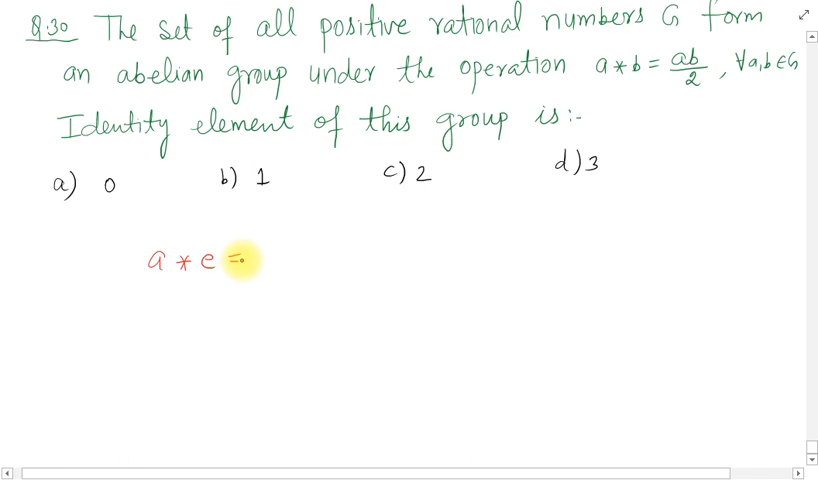 Q.30 The set of all positive rational numbers G form
an abelian group under the operation a * b = ab/2 , ∀a,b∈G
Identity element of this group is :-
a) 0 b) 1 c) 2 d) 3
a * e =